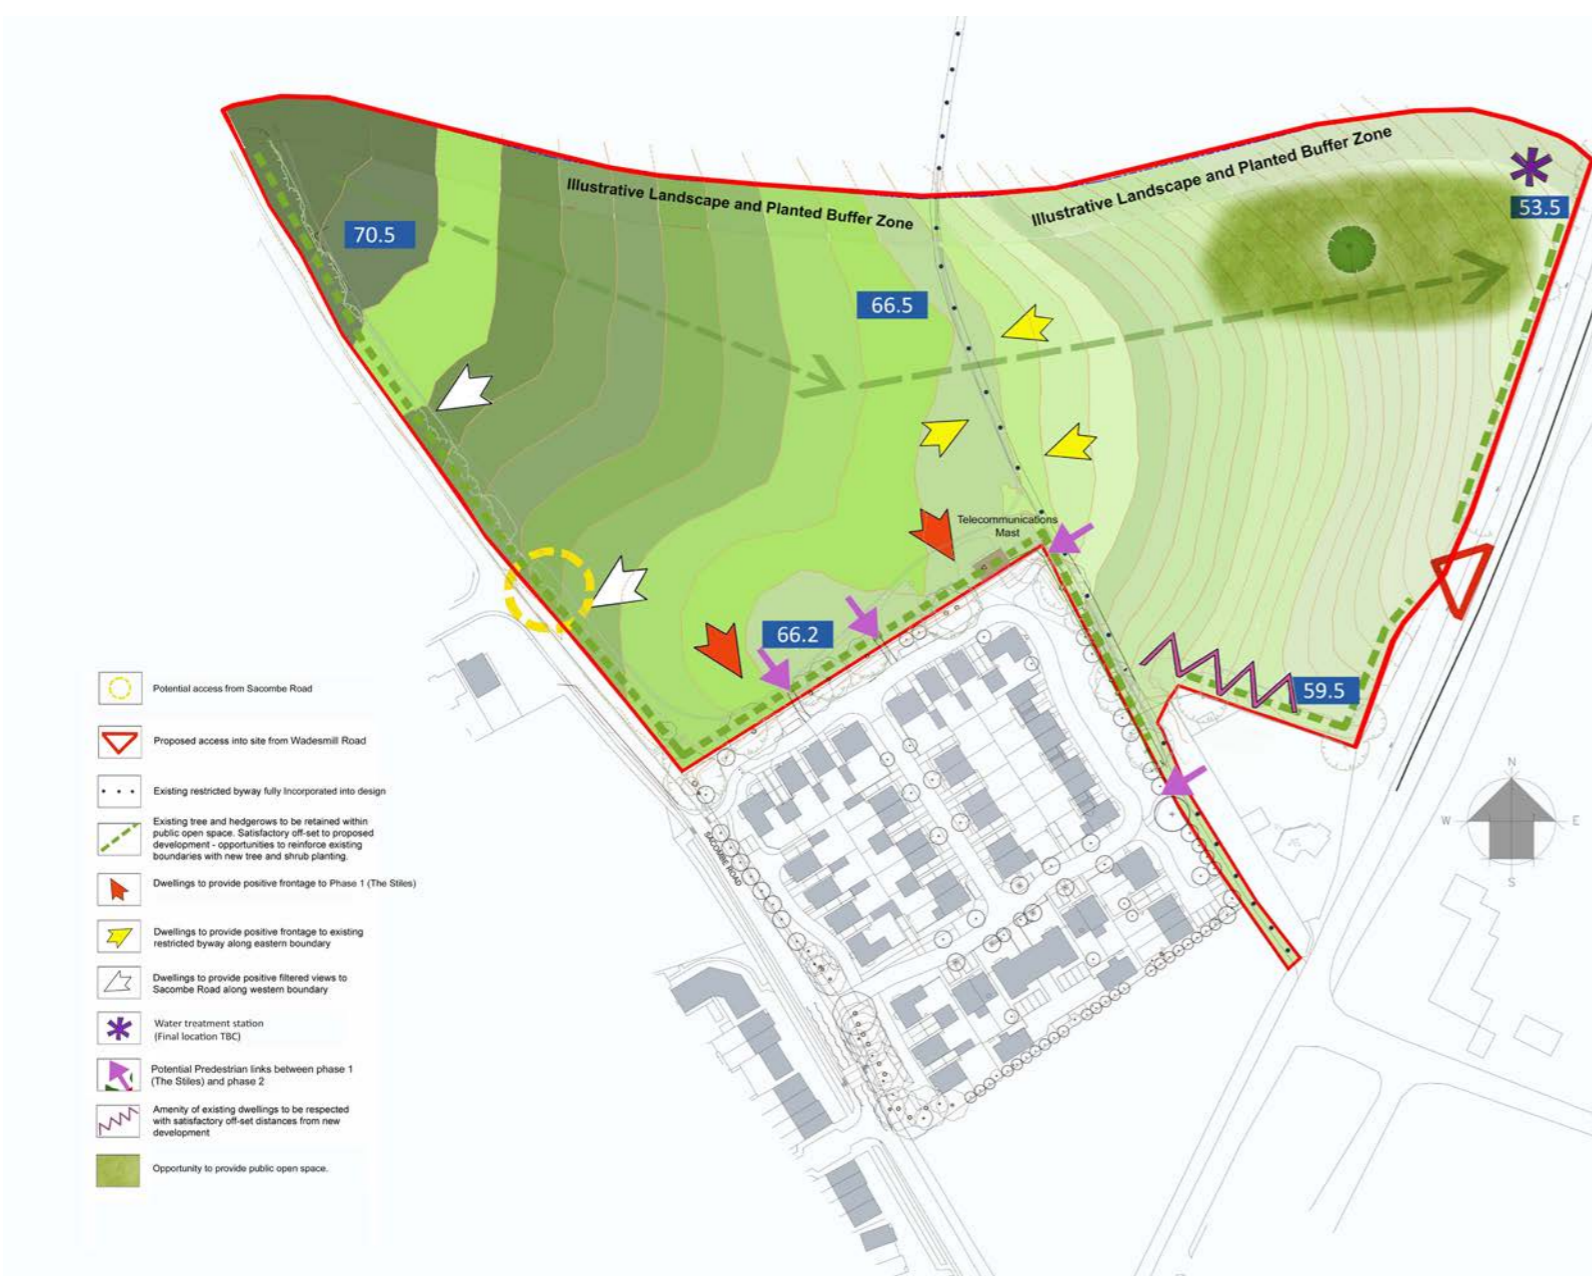 Illustrative Landscape and Planted Buffer Zone
Illustrative Landscape and Planted Buffer Zone
53.5
70.5
66.5
Telecommunications
Mast
66.2
59.5
SACOMBE ROAD
N
W
E
S
Potential access from Sacombe Road
Proposed access into site from Wadesmill Road
Existing restricted byway fully Incorporated into design
Existing tree and hedgerows to be retained within
public open space. Satisfactory off-set to proposed
development - opportunities to reinforce existing
boundaries with new tree and shrub planting.
Dwellings to provide positive frontage to Phase 1 (The Stiles)
Dwellings to provide positive frontage to existing
restricted byway along eastern boundary
Dwellings to provide positive filtered views to
Sacombe Road along western boundary
Water treatment station
(Final location TBC)
Potential Predestrian links between phase 1
(The Stiles) and phase 2
Amenity of existing dwellings to be respected
with satisfactory off-set distances from new
development
Opportunity to provide public open space.